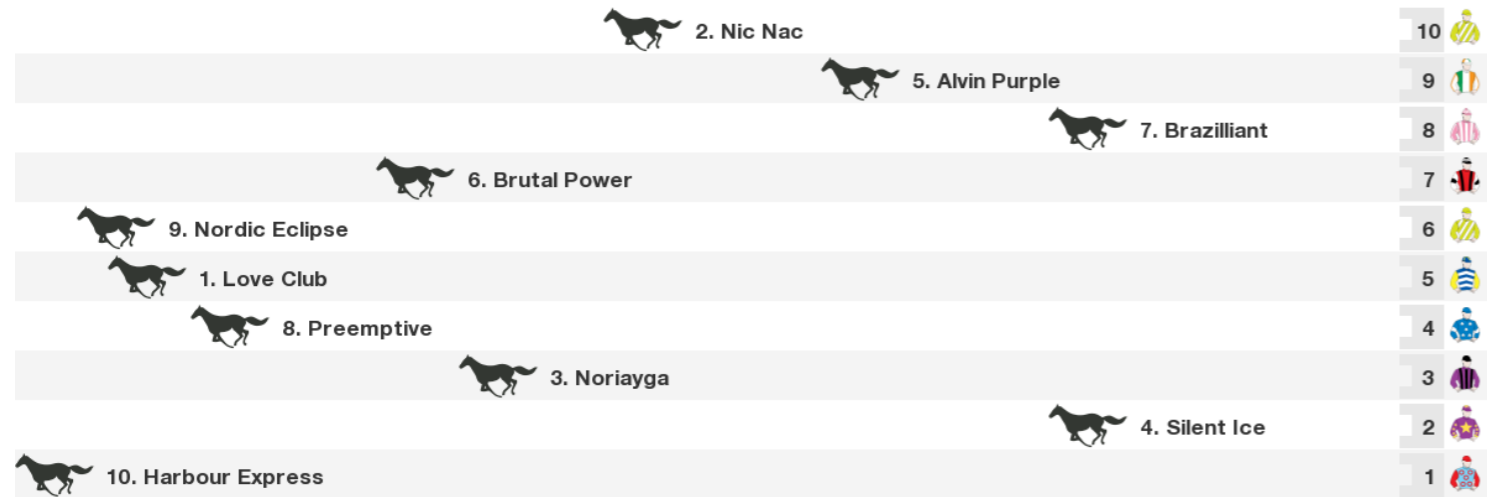 2. Nic Nac 10
5. Alvin Purple 9
7. Brazilliant 8
6. Brutal Power 7
9. Nordic Eclipse 6
1. Love Club 5
8. Preemptive 4
3. Noriayga 3
4. Silent Ice 2
10. Harbour Express 1